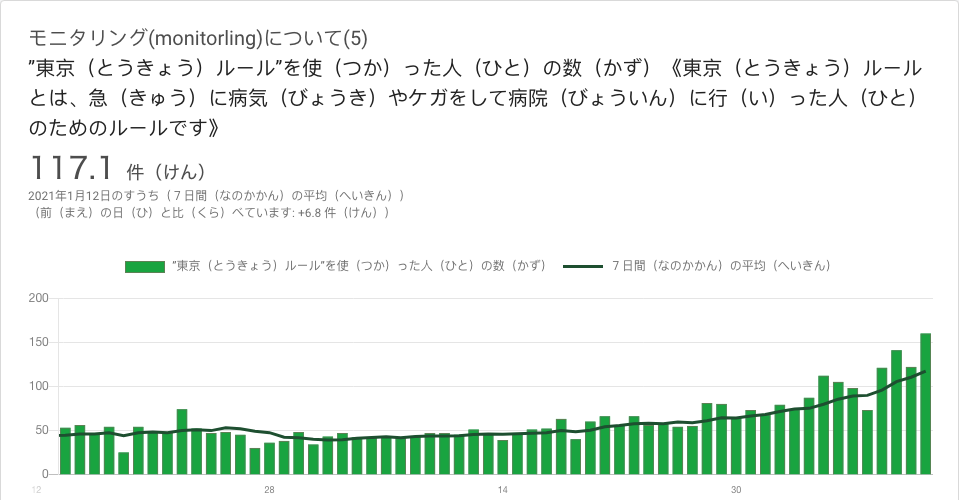 モニタリング(monitorling)について(5)
”東京（とうきょう）ルール”を使（つか）った人（ひと）の数（かず）《東京（とうきょう）ルール
とは、急（きゅう）に病気（びょうき）やケガをして病院（びょういん）に行（い）った人（ひと）
のためのルールです》
117.1 件（けん）
2021年1月12日のすうち（７日間（なのかかん）の平均（へいきん））
（前（まえ）の日（ひ）と比（くら）べています: +6.8 件（けん））
”東京（とうきょう）ルール”を使（つか）った人（ひと）の数（かず） ７日間（なのかかん）の平均（へいきん）
200
150
100
50
0
12 28 14 30